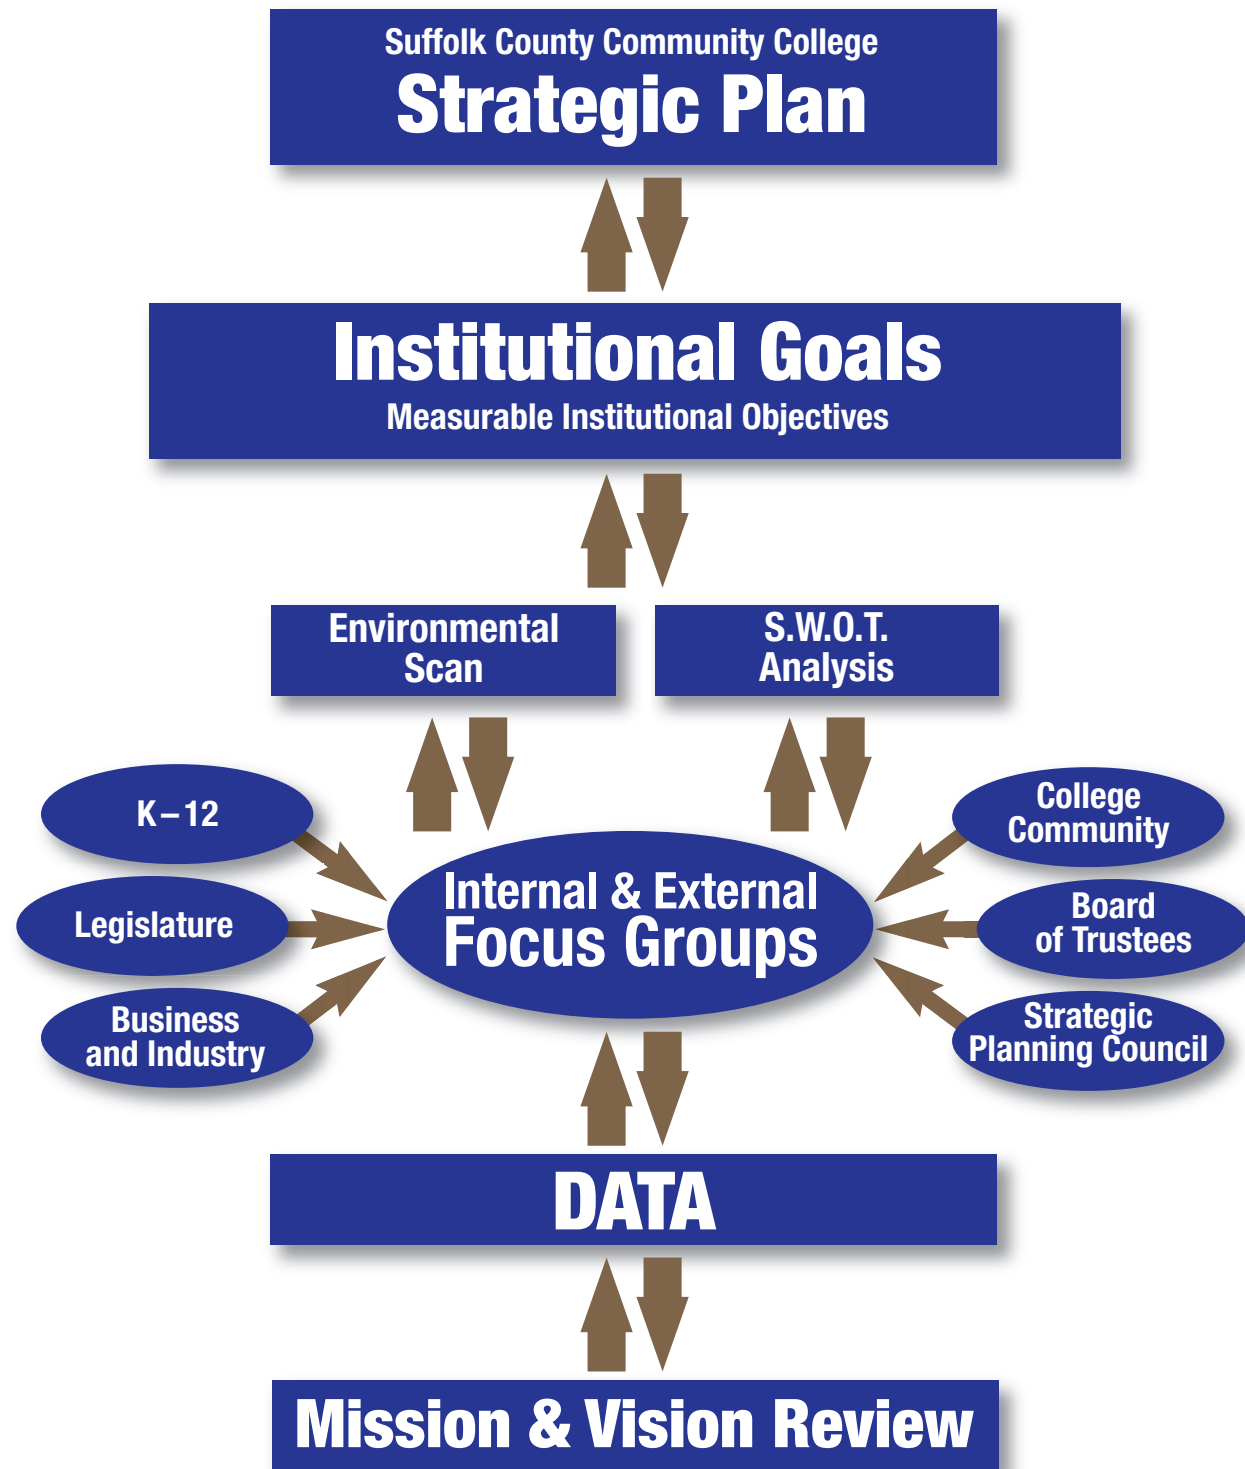 Suffolk County Community College
Strategic Plan
Institutional Goals
Measurable Institutional Objectives
Environmental
Scan
S.W.O.T.
Analysis
K–12
Legislature
Business
and Industry
Internal & External
Focus Groups
College
Community
Board
of Trustees
Strategic
Planning Council
DATA
Mission & Vision Review